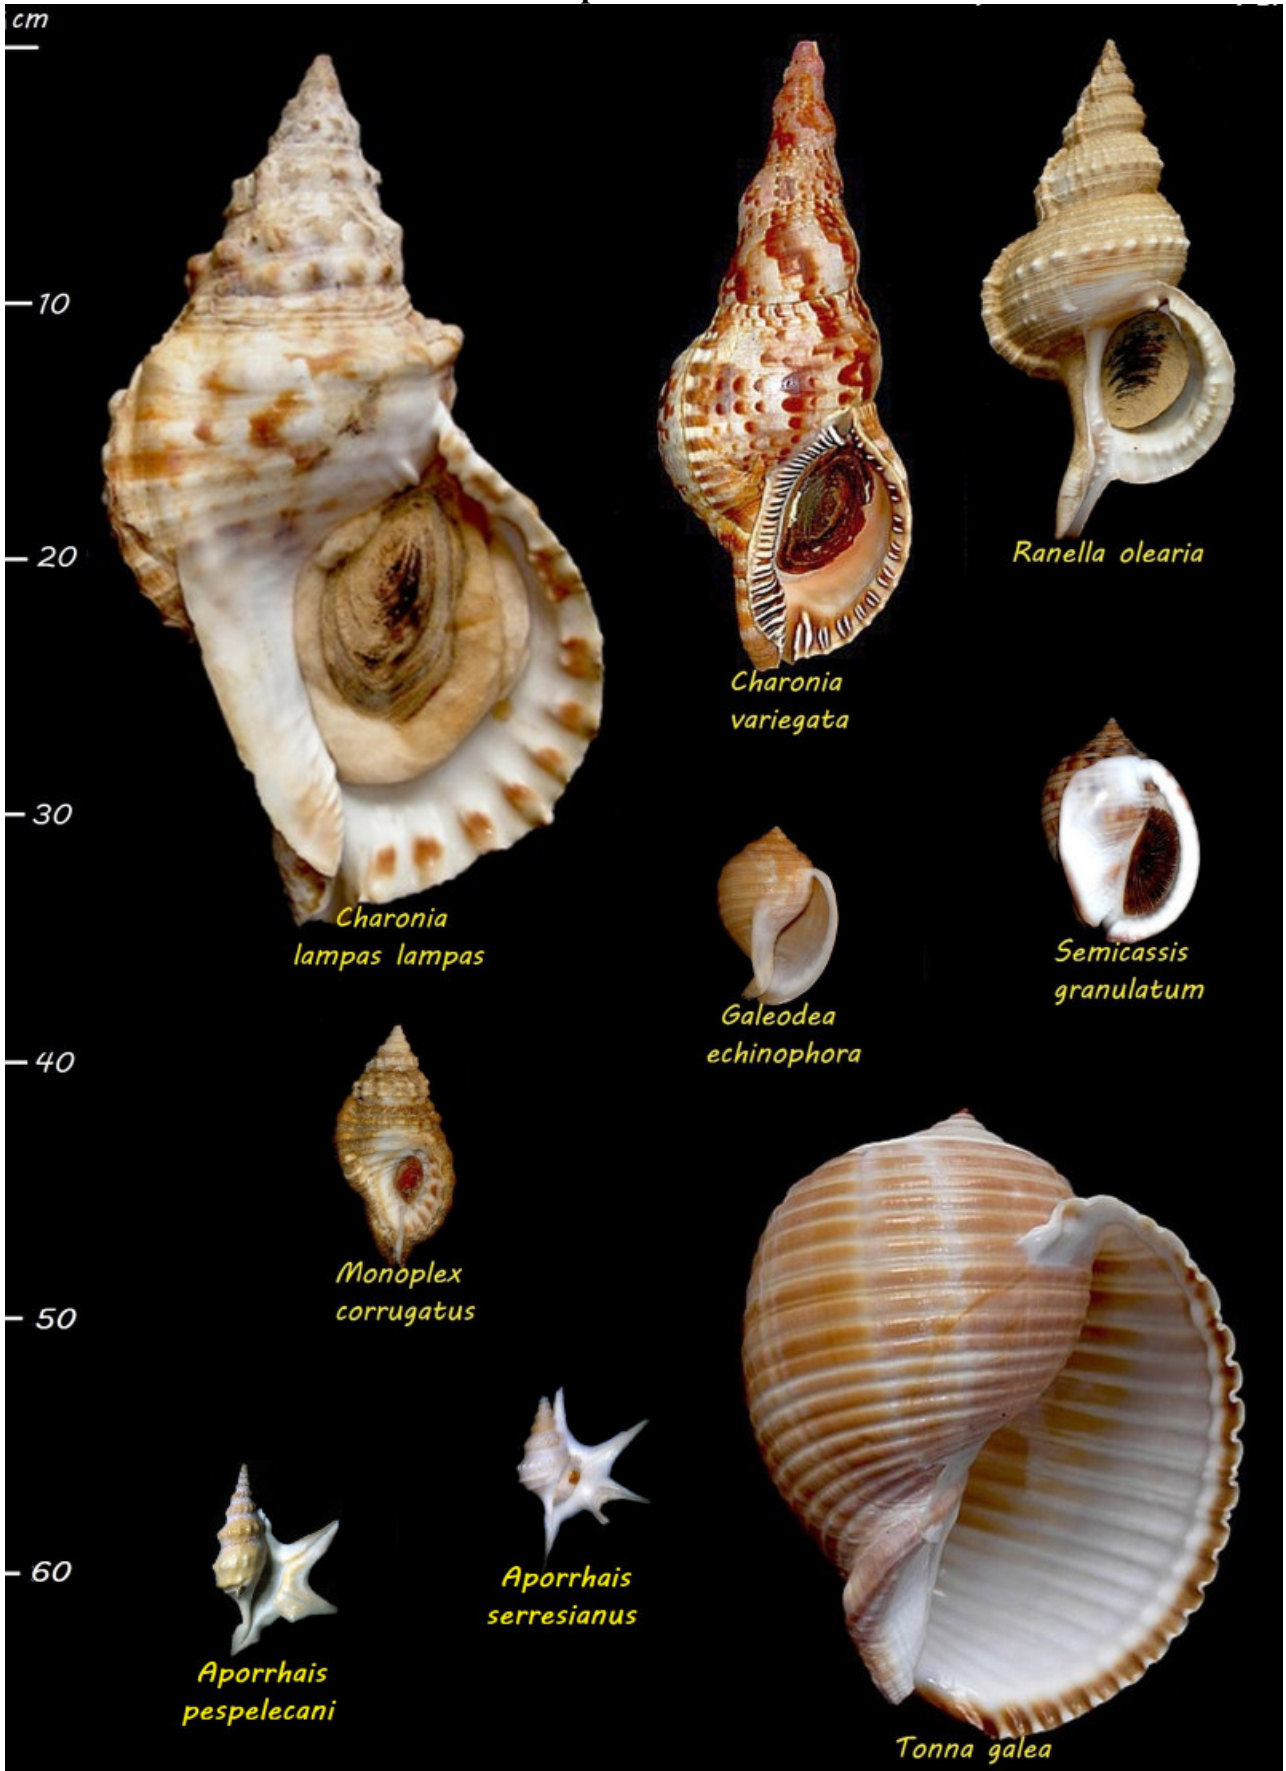 cm
10
20
30
40
50
60
Ranella olearia
Charonia
variegata
Charonia
lampas lampas
Semicassis
granulatum
Galeodea
echinophora
Monoplex
corrugatus
Aporrhais
serresianus
Aporrhais
pespelecani
Tonna galea